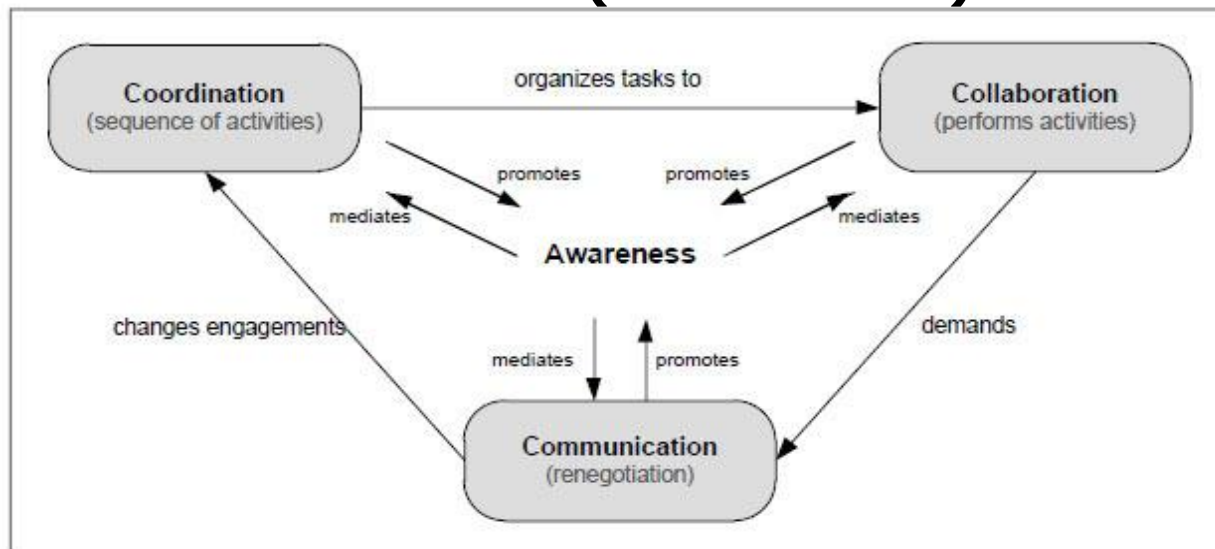 Coordination
(sequence of activities)
organizes tasks to
Collaboration
(performs activities)
promotes
promotes
mediates
mediates
Awareness
changes engagements
demands
mediates
promotes
Communication
(renegotiation)